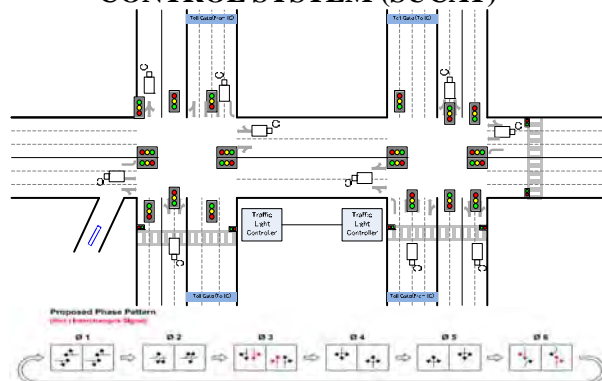 CONTROL SYSTEM (SUCAT)
Toll Gate(From IC)
Toll Gate(To IC)
Traffic
Light
Controller
Traffic
Light
Controller
Toll Gate(To IC)
Toll Gate(From IC)
Proposed Phase Pattern
Ø 1
Ø 2
Ø 3
Ø 4
Ø 5
Ø 6